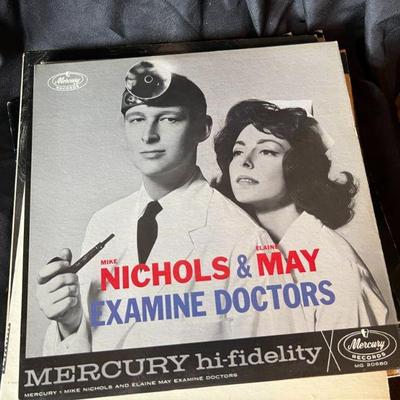 Mercury
RECORDS
MIKE ELAINE
NICHOLS & MAY
EXAMINE DOCTORS
MERCURY hi-fidelity
Mercury
RECORDS
MG 20680
MERCURY • MIKE NICHOLS AND ELAINE MAY EXAMINE DOCTORS